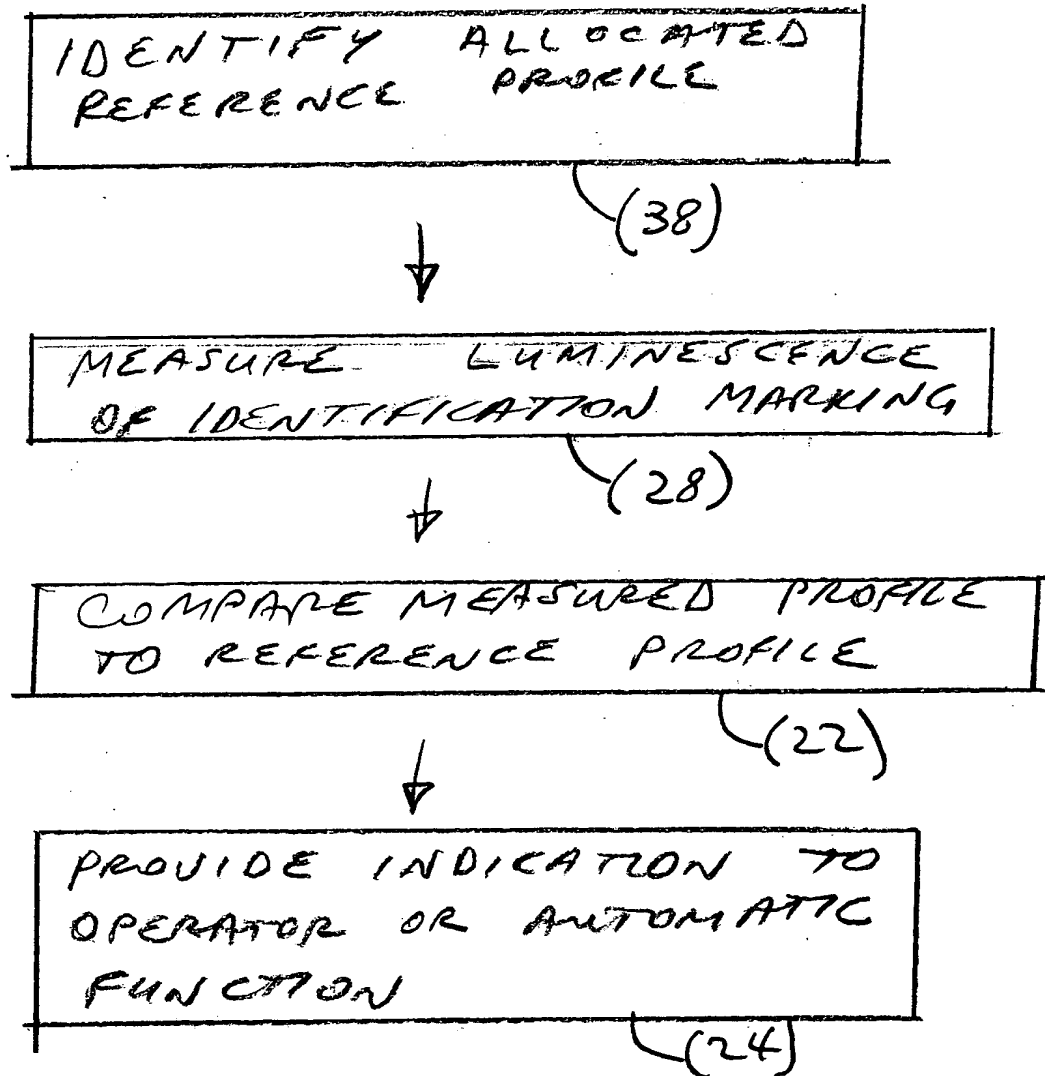 IDENTIFY ALLOCATED
REFERENCE PROFILE
(38)
MEASURE LUMINESCENCE
OF IDENTIFICATION MARKING
(28)
COMPARE MEASURED PROFILE
TO REFERENCE PROFILE
(22)
PROVIDE INDICATION TO
OPERATOR OR AUTOMATIC
FUNCTION
(24)